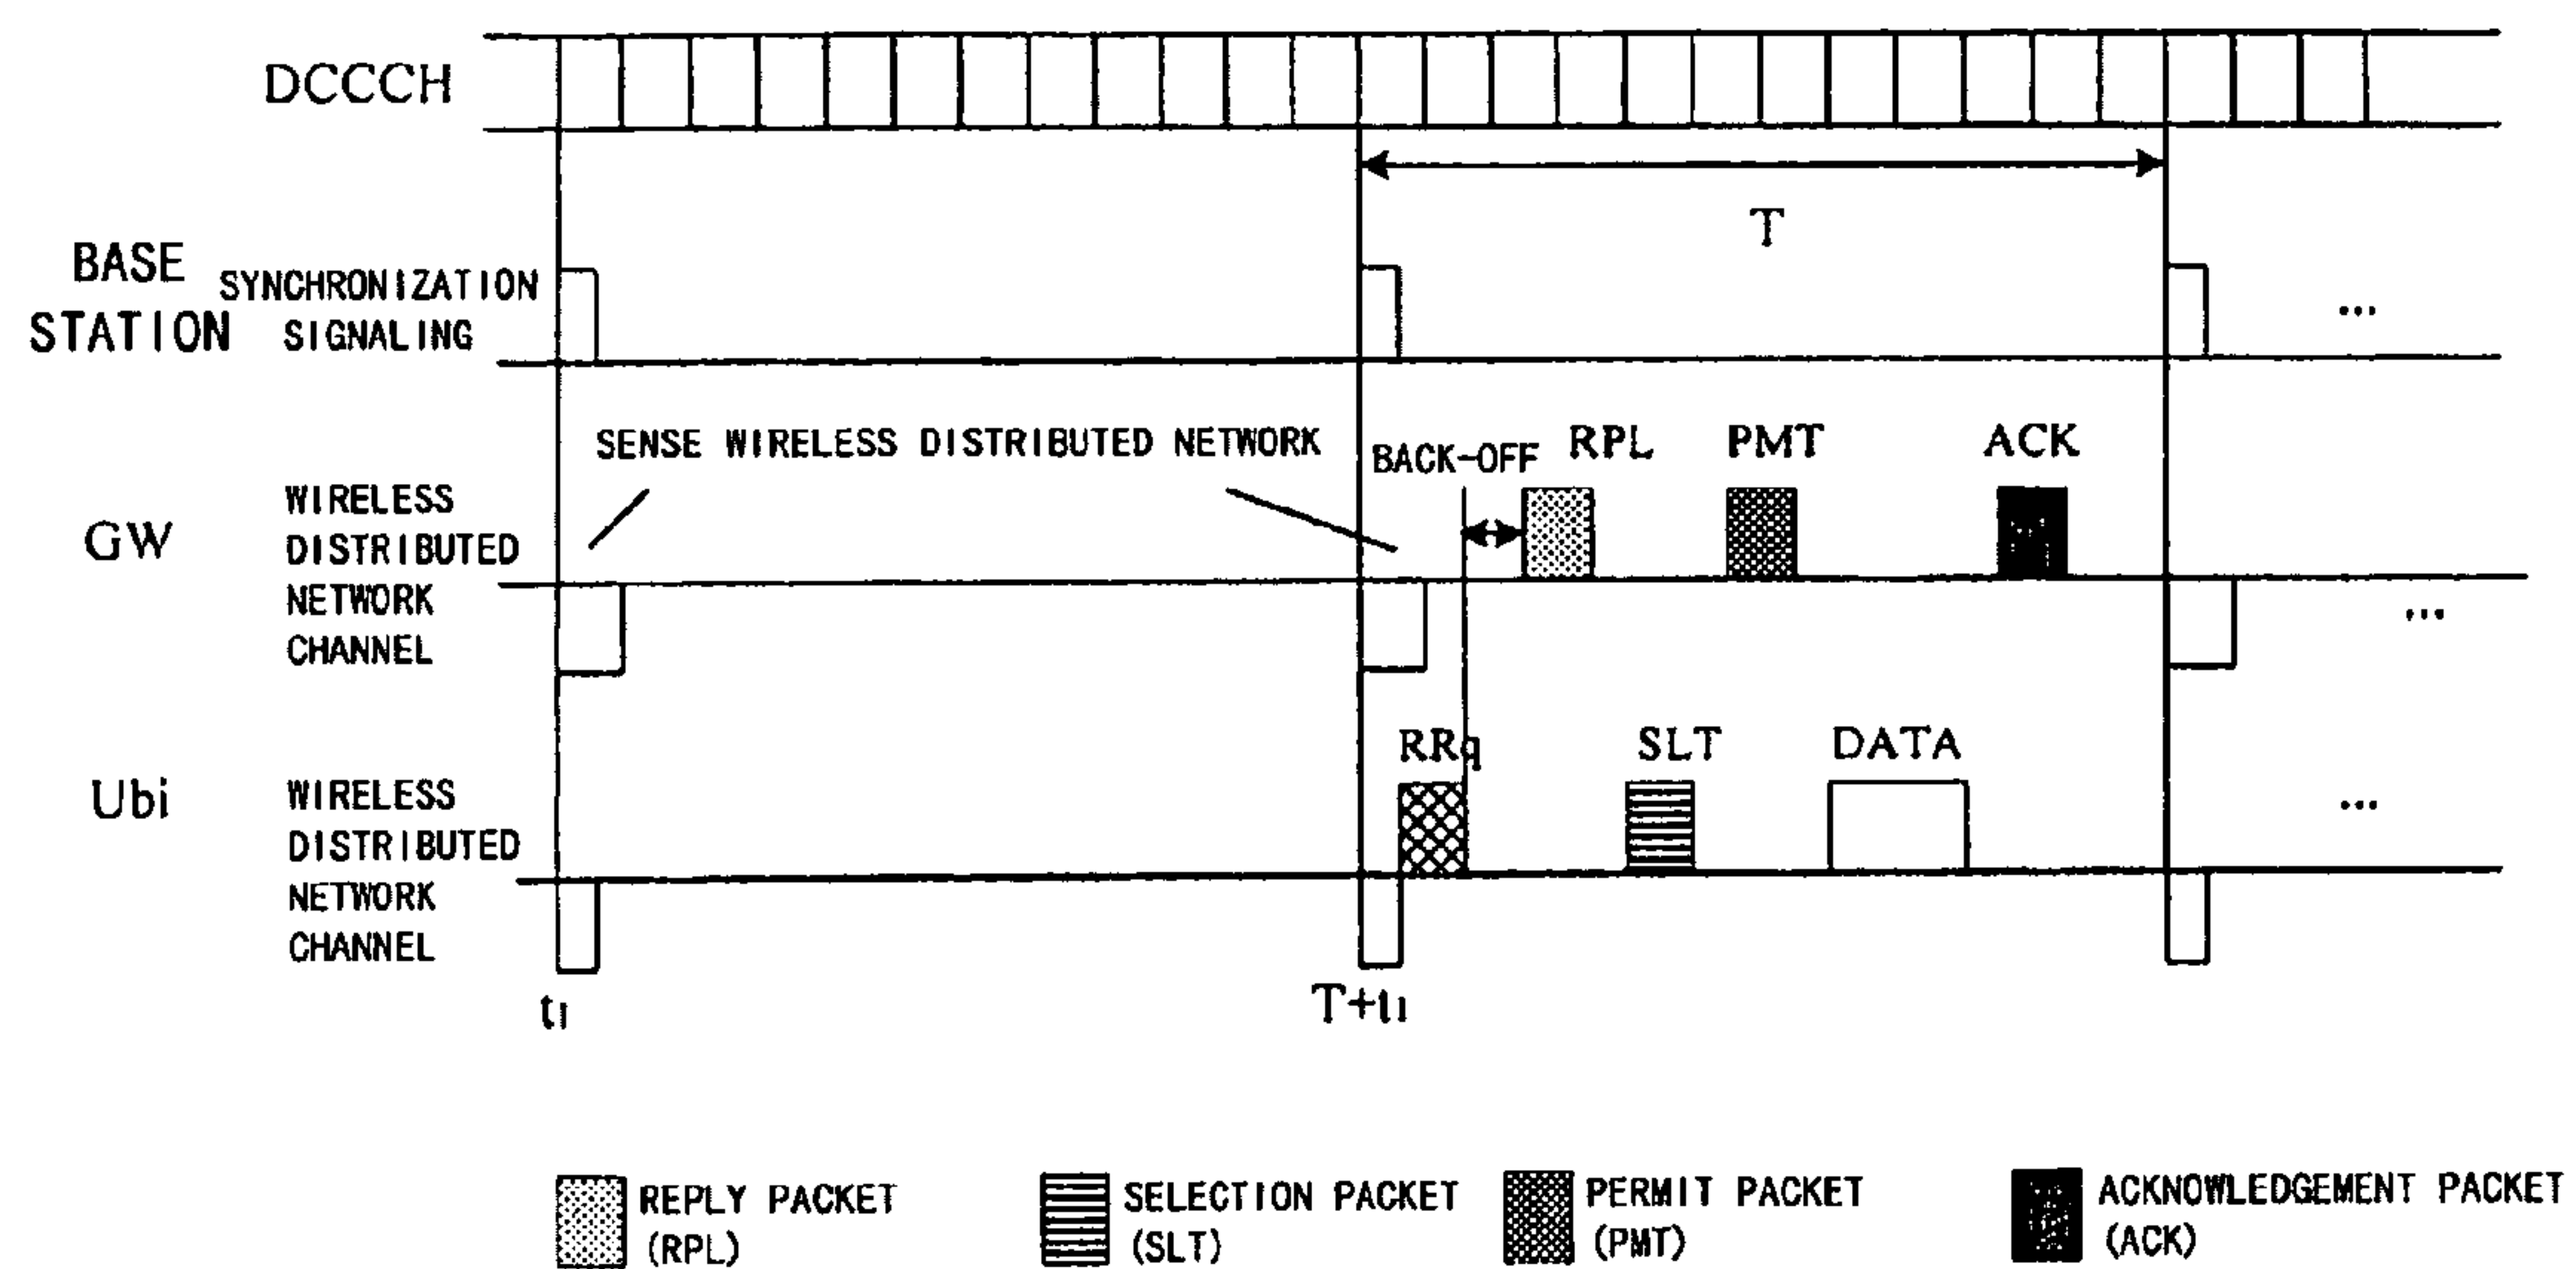 DCCCH
T
BASE
STATION
SYNCHRONIZATION
SIGNALING
...
SENSE WIRELESS DISTRIBUTED NETWORK
BACK-OFF
RPL
PMT
ACK
GW
WIRELESS
DISTRIBUTED
NETWORK
CHANNEL
...
RRq
SLT
DATA
Ubi
WIRELESS
DISTRIBUTED
NETWORK
CHANNEL
...
t1
T+t1
REPLY PACKET
(RPL)
SELECTION PACKET
(SLT)
PERMIT PACKET
(PMT)
ACKNOWLEDGEMENT PACKET
(ACK)